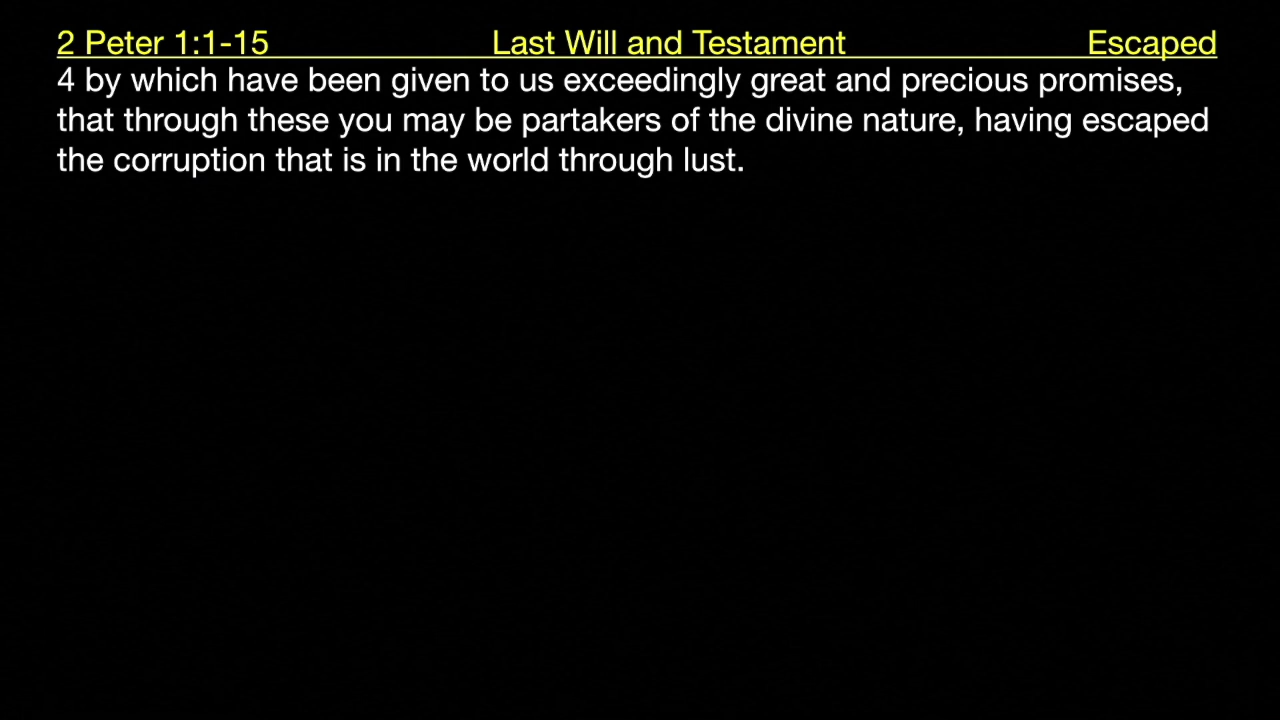 2 Peter 1:1-15 Last Will and Testament Escaped
4 by which have been given to us exceedingly great and precious promises,
that through these you may be partakers of the divine nature, having escaped
the corruption that is in the world through lust.